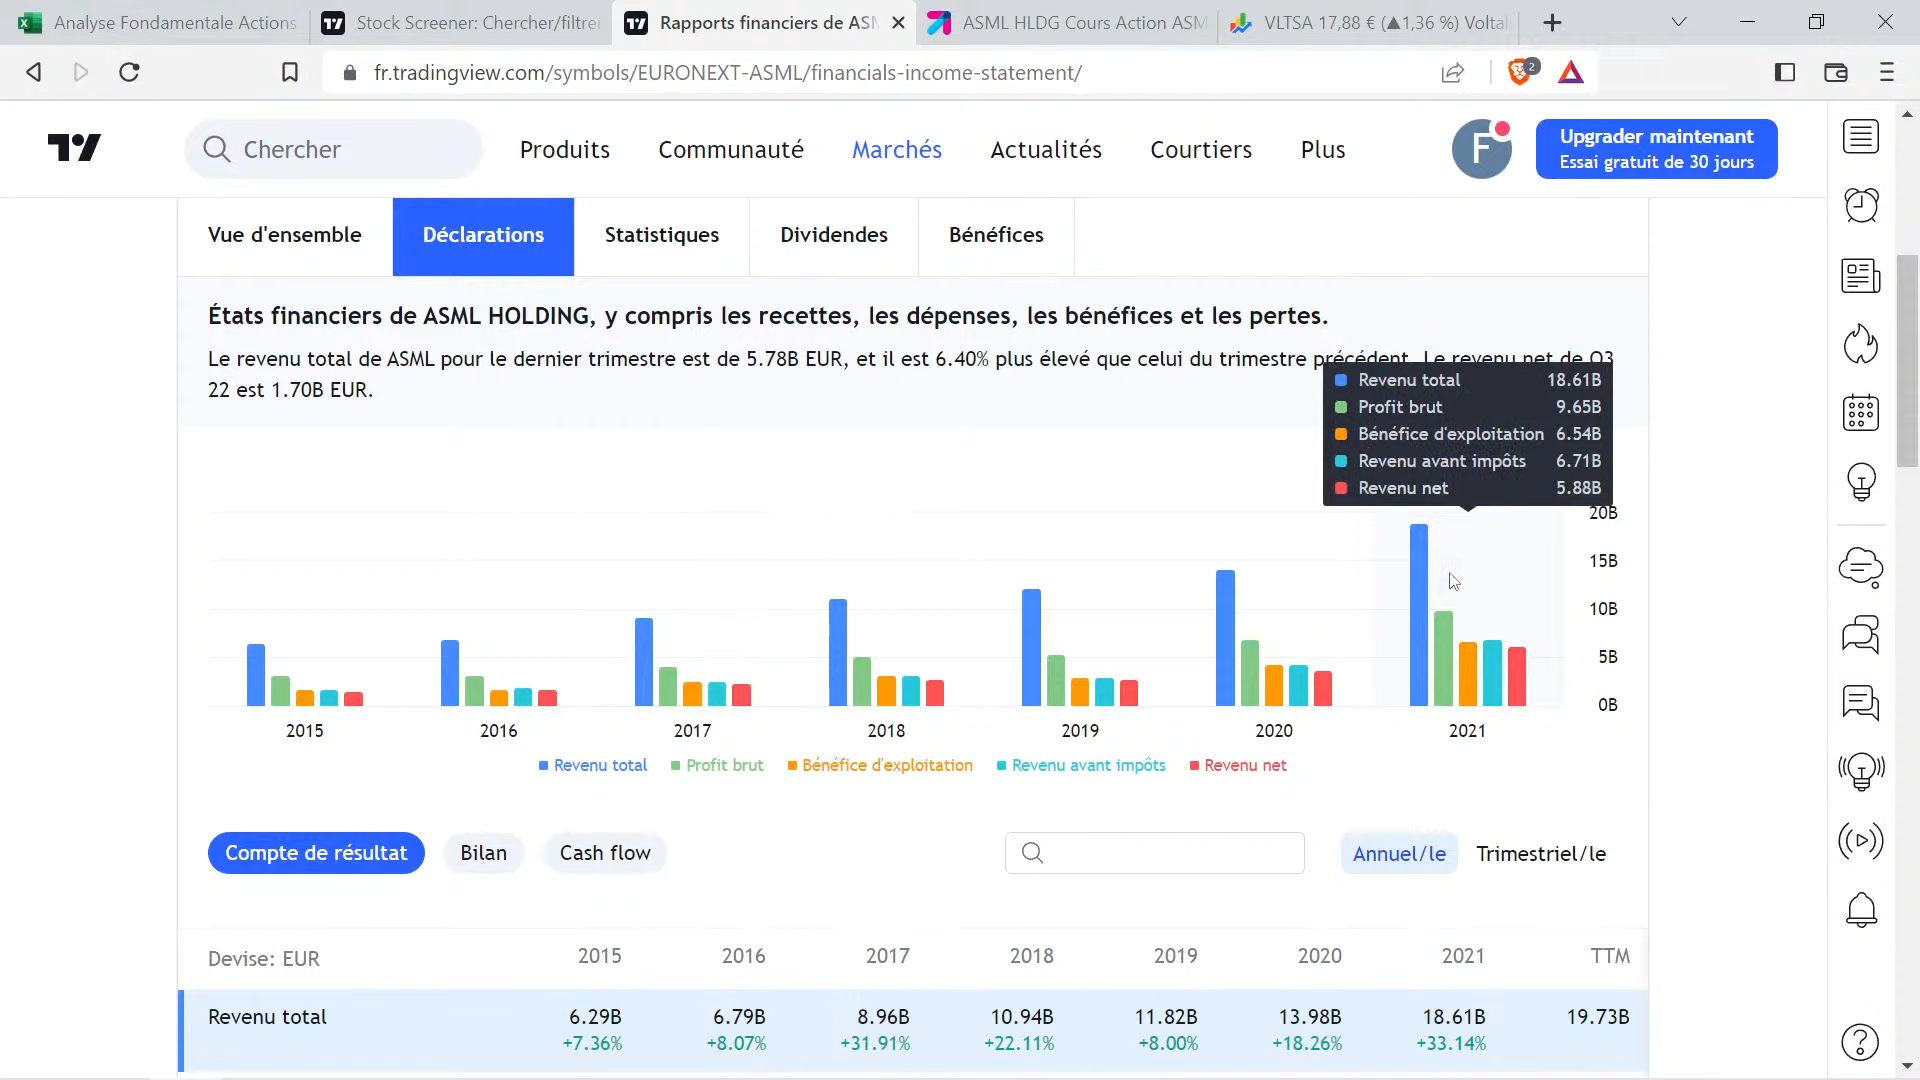 Analyse Fondamentale Actions
Stock Screener: Chercher/filtrer
Rapports financiers de ASM
ASML HLDG Cours Action ASM
VLTSA 17,88 € (▲1,36 %) Volta
fr.tradingview.com/symbols/EURONEXT-ASML/financials-income-statement/
2
Chercher
Produits
Communauté
Marchés
Actualités
Courtiers
Plus
F
Upgrader maintenant
Essai gratuit de 30 jours
Vue d'ensemble
Déclarations
Statistiques
Dividendes
Bénéfices
États financiers de ASML HOLDING, y compris les recettes, les dépenses, les bénéfices et les pertes.
Le revenu total de ASML pour le dernier trimestre est de 5.78B EUR, et il est 6.40% plus élevé que celui du trimestre précédent. Le revenu net de Q3
22 est 1.70B EUR.
Revenu total 18.61B
Profit brut 9.65B
Bénéfice d'exploitation 6.54B
Revenu avant impôts 6.71B
Revenu net 5.88B
20B
15B
10B
5B
0B
2015 2016 2017 2018 2019 2020 2021
Revenu total Profit brut Bénéfice d'exploitation Revenu avant impôts Revenu net
Compte de résultat
Bilan
Cash flow
Annuel/le
Trimestriel/le
Devise: EUR 2015 2016 2017 2018 2019 2020 2021 TTM
Revenu total 6.29B 6.79B 8.96B 10.94B 11.82B 13.98B 18.61B 19.73B
+7.36% +8.07% +31.91% +22.11% +8.00% +18.26% +33.14%